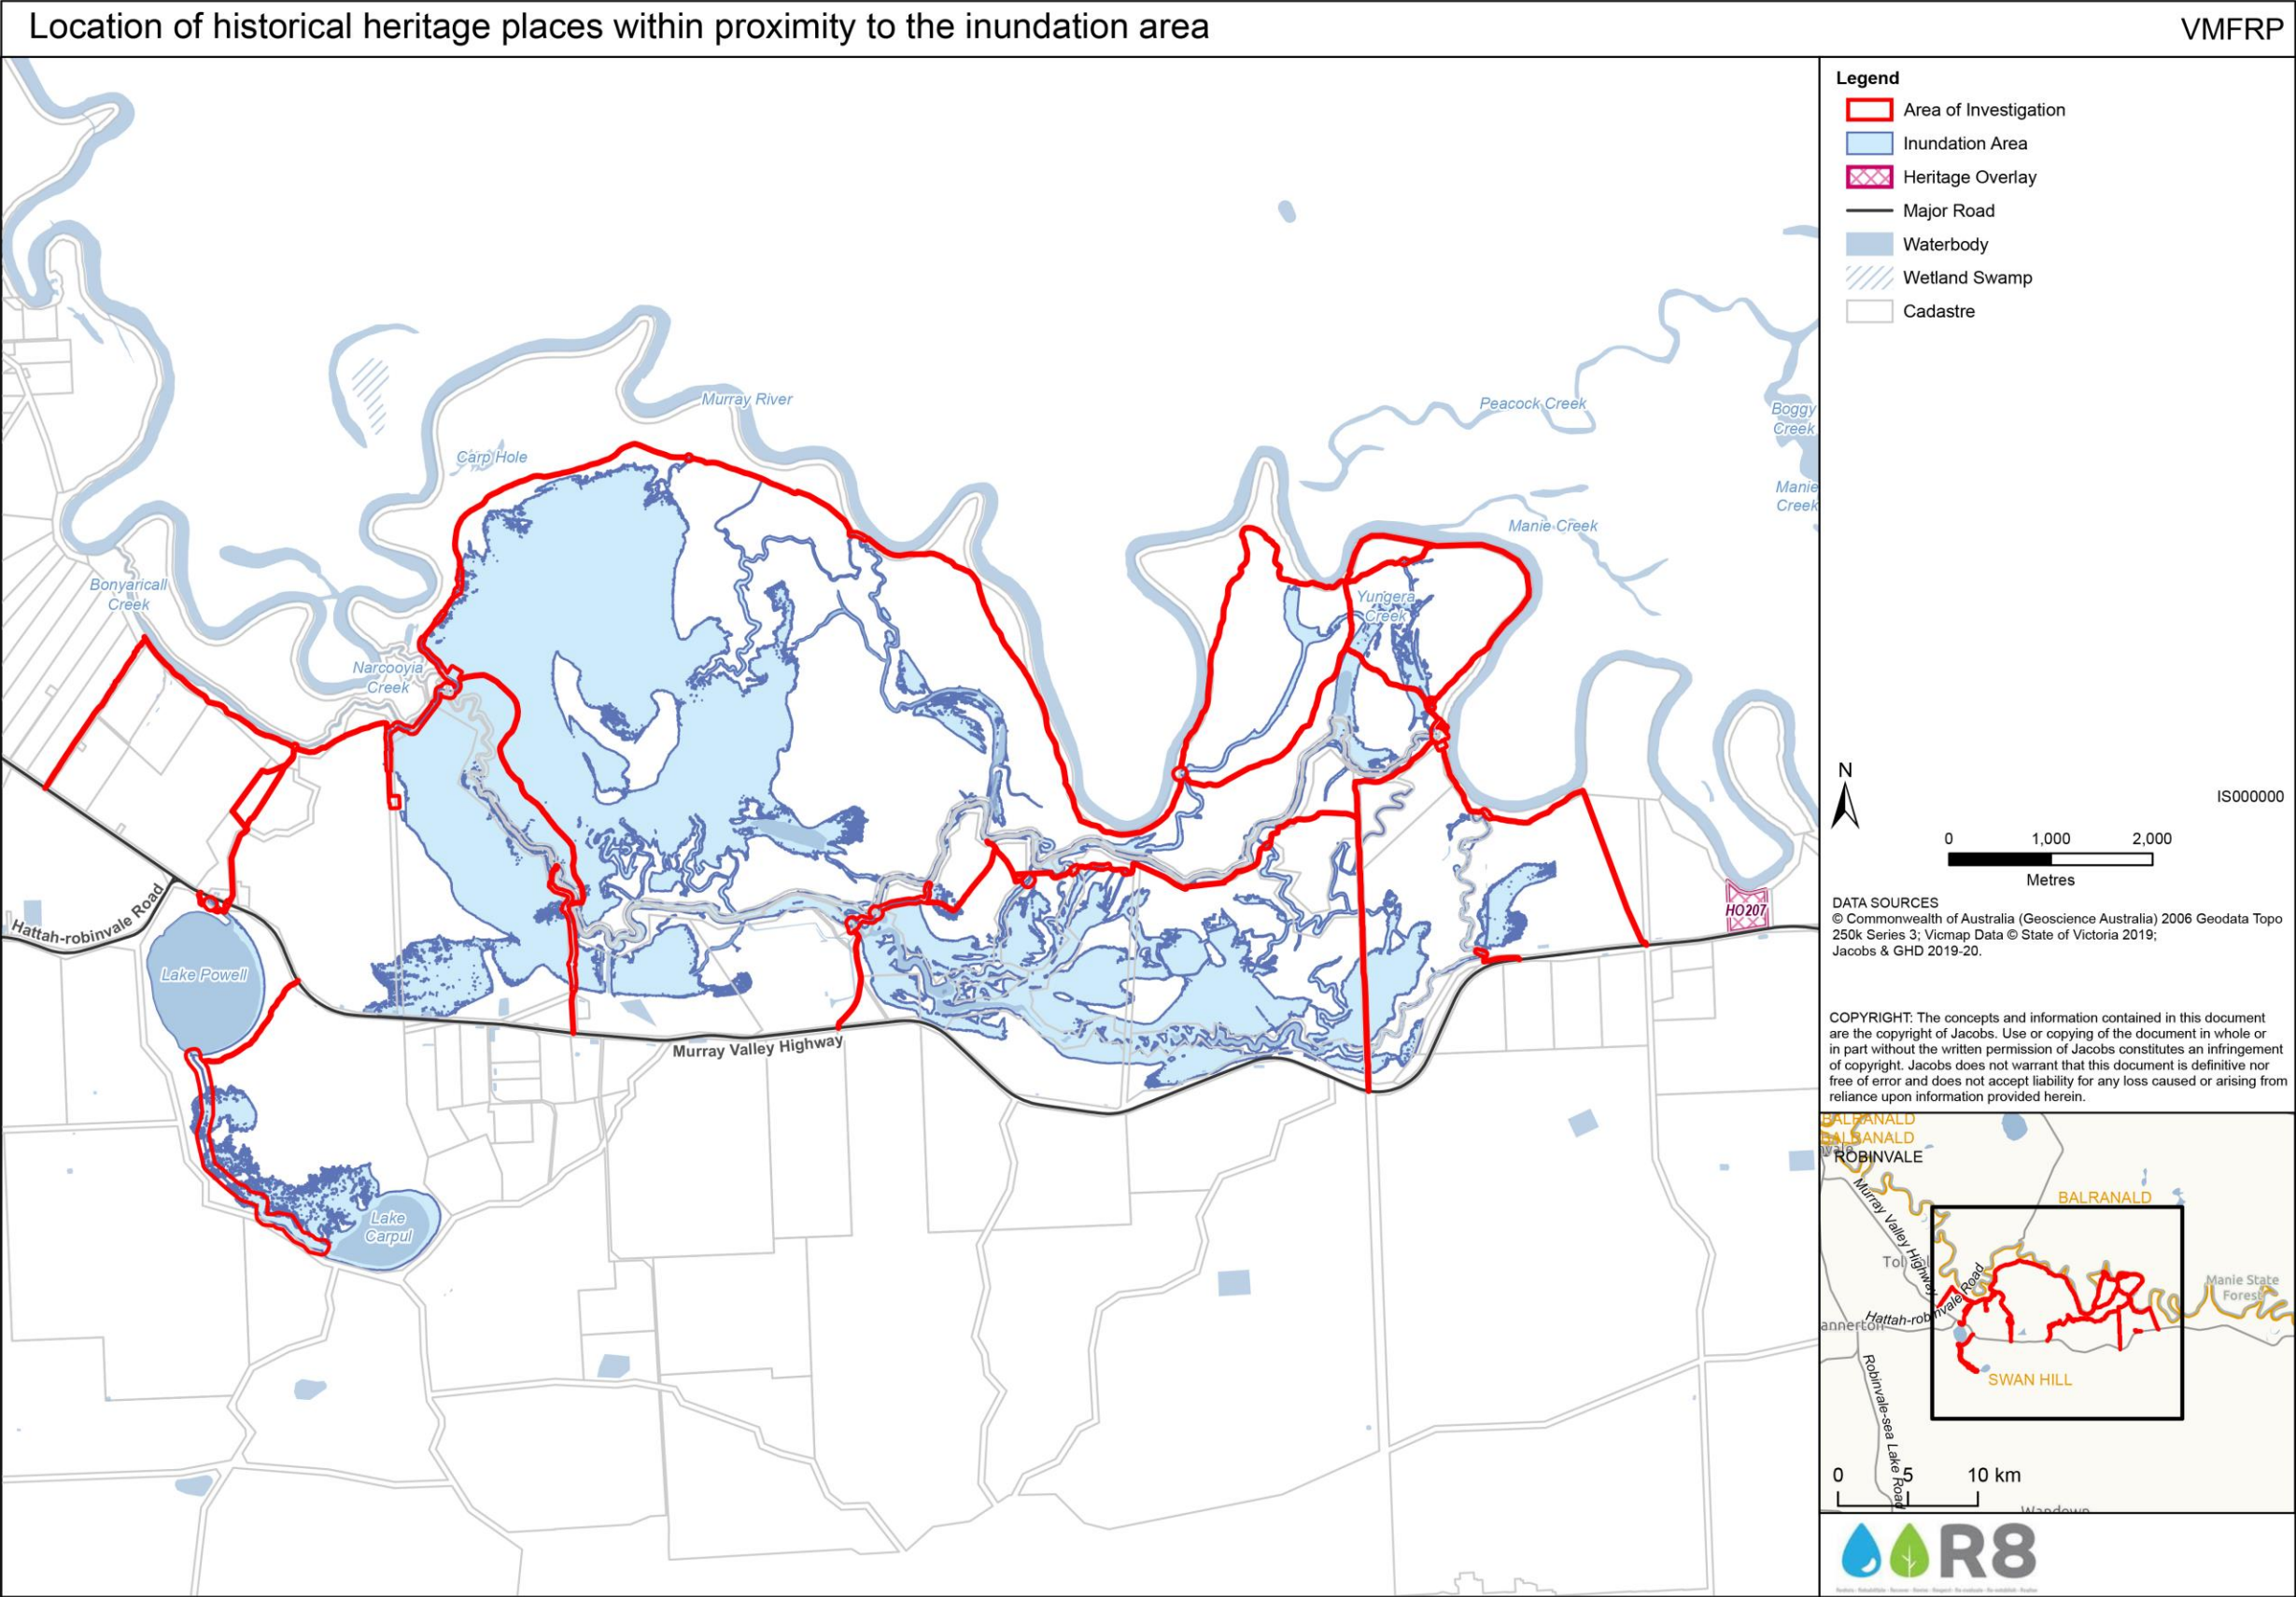 Location of historical heritage places within proximity to the inundation area
VMFRP
Legend
Area of Investigation
Inundation Area
Heritage Overlay
Major Road
Waterbody
Wetland Swamp
Cadastre
Murray River
Peacock Creek
Boggy
Creek
Carp Hole
Manie
Creek
Manie Creek
Bonyaricall
Creek
Yungera
Creek
Narcooyia
Creek
HO207
Hattah-robinvale Road
Lake Powell
Murray Valley Highway
Lake
Carpul
N
IS000000
0 1,000 2,000
Metres
DATA SOURCES
© Commonwealth of Australia (Geoscience Australia) 2006 Geodata Topo
250k Series 3; Vicmap Data © State of Victoria 2019;
Jacobs & GHD 2019-20.
COPYRIGHT: The concepts and information contained in this document
are the copyright of Jacobs. Use or copying of the document in whole or
in part without the written permission of Jacobs constitutes an infringement
of copyright. Jacobs does not warrant that this document is definitive nor
free of error and does not accept liability for any loss caused or arising from
reliance upon information provided herein.
BALRANALD
BALRANALD
ROBINVALE
BALRANALD
Murray Valley Highway
Hattah-robinvale Road
Manie State
Forest
annerton
SWAN HILL
Robinvale-sea Lake Road
0 5 10 km
R8